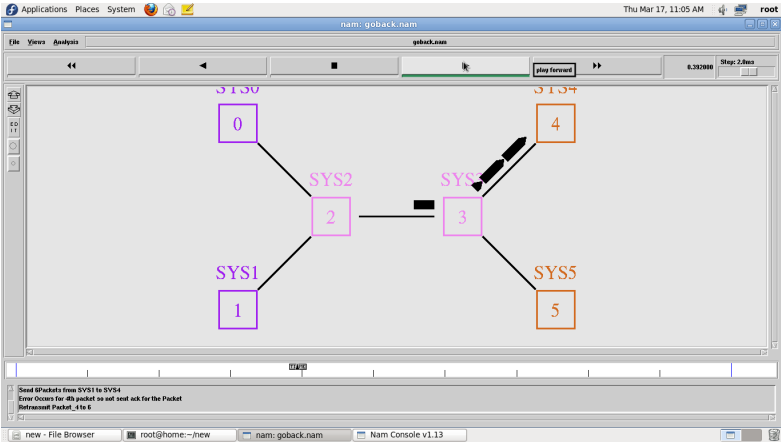 Applications Places System Thu Mar 17, 11:05 AM root
nam: goback.nam
File Views Analysis goback.nam
play forward 0.392000 Step: 2.0ms
SYS0 SYS4
ED
IT
0 4
SYS2 SYS3
2 3
SYS1 SYS5
1 5
Send 6Packets from SYS1 to SYS4
Error Occurs for 4th packet so not sent ack for the Packet
Retransmit Packet_4 to 6
new - File Browser root@home:~/new nam: goback.nam Nam Console v1.13